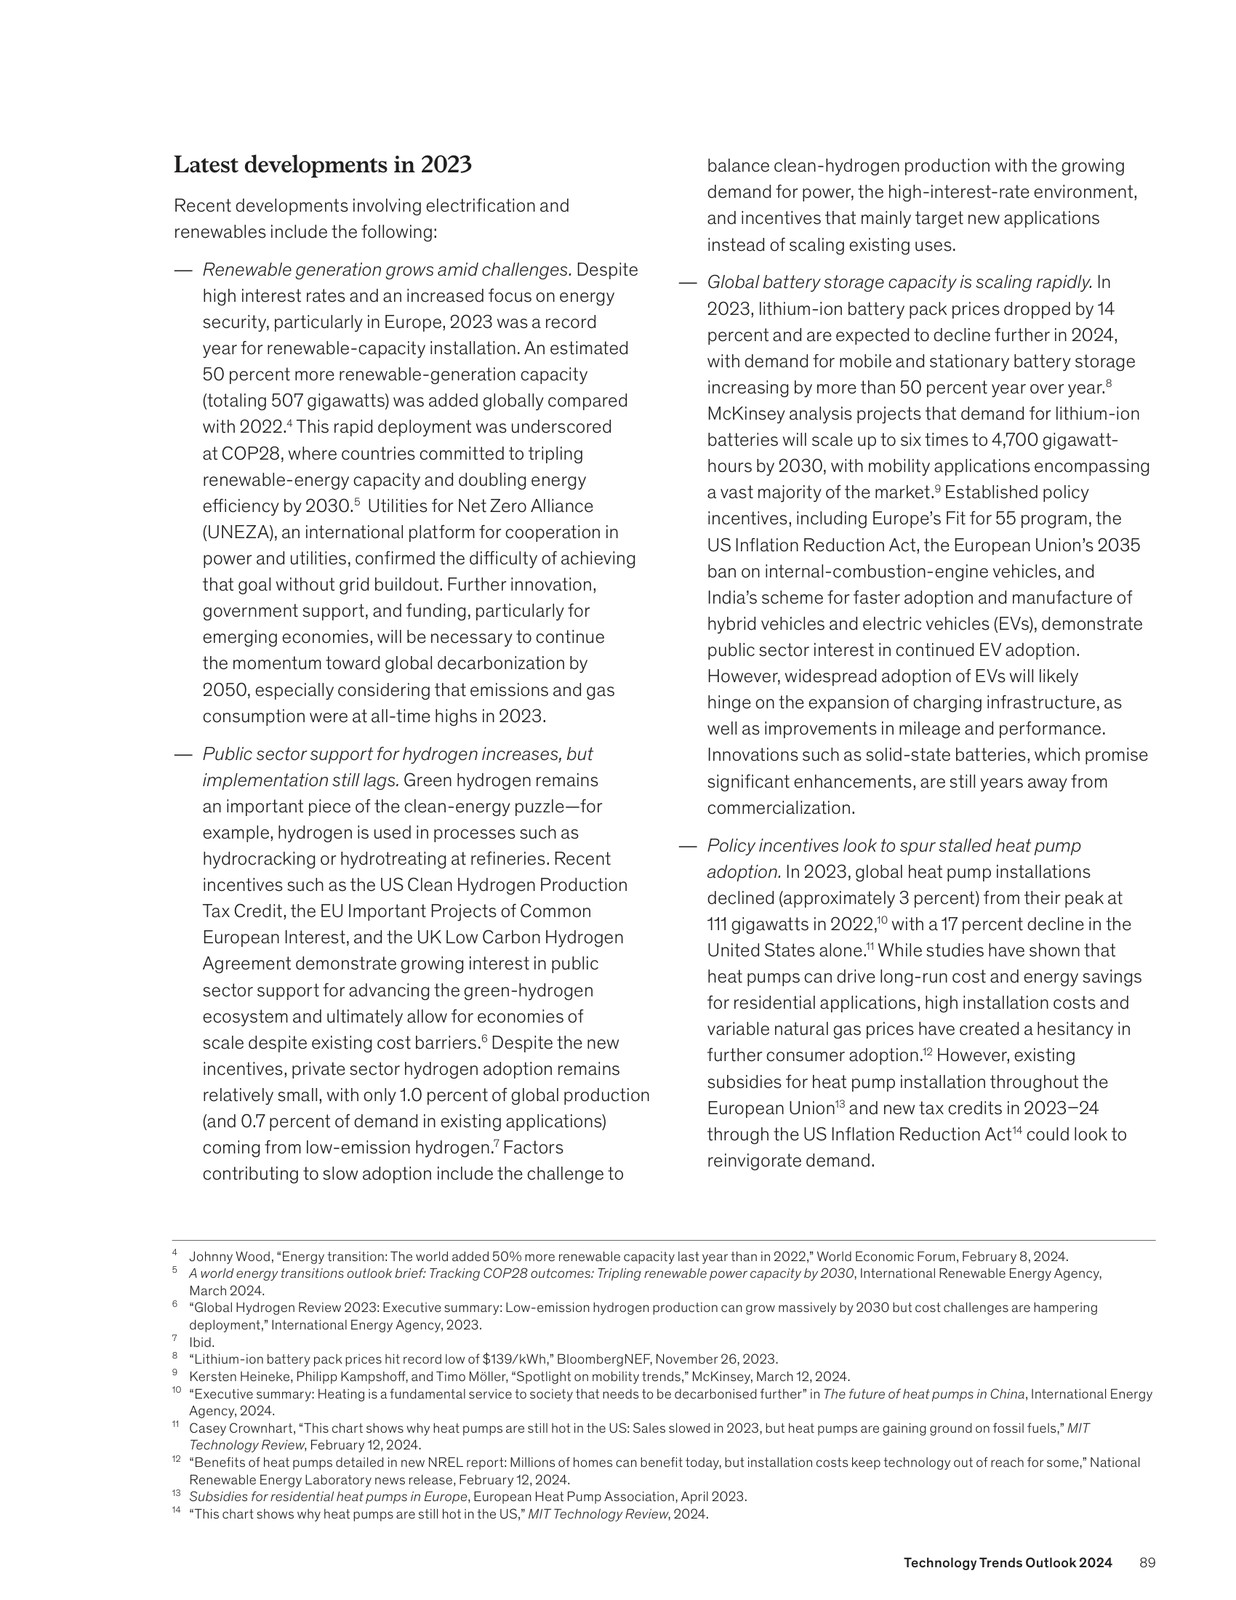 Latest developments in 2023
Recent developments involving electrification and
renewables include the following:
— Renewable generation grows amid challenges. Despite
high interest rates and an increased focus on energy
security, particularly in Europe, 2023 was a record
year for renewable-capacity installation. An estimated
50 percent more renewable-generation capacity
(totaling 507 gigawatts) was added globally compared
with 2022.⁴ This rapid deployment was underscored
at COP28, where countries committed to tripling
renewable-energy capacity and doubling energy
efficiency by 2030.⁵ Utilities for Net Zero Alliance
(UNEZA), an international platform for cooperation in
power and utilities, confirmed the difficulty of achieving
that goal without grid buildout. Further innovation,
government support, and funding, particularly for
emerging economies, will be necessary to continue
the momentum toward global decarbonization by
2050, especially considering that emissions and gas
consumption were at all-time highs in 2023.
— Public sector support for hydrogen increases, but
implementation still lags. Green hydrogen remains
an important piece of the clean-energy puzzle—for
example, hydrogen is used in processes such as
hydrocracking or hydrotreating at refineries. Recent
incentives such as the US Clean Hydrogen Production
Tax Credit, the EU Important Projects of Common
European Interest, and the UK Low Carbon Hydrogen
Agreement demonstrate growing interest in public
sector support for advancing the green-hydrogen
ecosystem and ultimately allow for economies of
scale despite existing cost barriers.⁶ Despite the new
incentives, private sector hydrogen adoption remains
relatively small, with only 1.0 percent of global production
(and 0.7 percent of demand in existing applications)
coming from low-emission hydrogen.⁷ Factors
contributing to slow adoption include the challenge to
balance clean-hydrogen production with the growing
demand for power, the high-interest-rate environment,
and incentives that mainly target new applications
instead of scaling existing uses.
— Global battery storage capacity is scaling rapidly. In
2023, lithium-ion battery pack prices dropped by 14
percent and are expected to decline further in 2024,
with demand for mobile and stationary battery storage
increasing by more than 50 percent year over year.⁸
McKinsey analysis projects that demand for lithium-ion
batteries will scale up to six times to 4,700 gigawatt-
hours by 2030, with mobility applications encompassing
a vast majority of the market.⁹ Established policy
incentives, including Europe’s Fit for 55 program, the
US Inflation Reduction Act, the European Union’s 2035
ban on internal-combustion-engine vehicles, and
India’s scheme for faster adoption and manufacture of
hybrid vehicles and electric vehicles (EVs), demonstrate
public sector interest in continued EV adoption.
However, widespread adoption of EVs will likely
hinge on the expansion of charging infrastructure, as
well as improvements in mileage and performance.
Innovations such as solid-state batteries, which promise
significant enhancements, are still years away from
commercialization.
— Policy incentives look to spur stalled heat pump
adoption. In 2023, global heat pump installations
declined (approximately 3 percent) from their peak at
111 gigawatts in 2022,¹⁰ with a 17 percent decline in the
United States alone.¹¹ While studies have shown that
heat pumps can drive long-run cost and energy savings
for residential applications, high installation costs and
variable natural gas prices have created a hesitancy in
further consumer adoption.¹² However, existing
subsidies for heat pump installation throughout the
European Union¹³ and new tax credits in 2023–24
through the US Inflation Reduction Act¹⁴ could look to
reinvigorate demand.
⁴ Johnny Wood, “Energy transition: The world added 50% more renewable capacity last year than in 2022,” World Economic Forum, February 8, 2024.
⁵ A world energy transitions outlook brief: Tracking COP28 outcomes: Tripling renewable power capacity by 2030, International Renewable Energy Agency,
March 2024.
⁶ “Global Hydrogen Review 2023: Executive summary: Low-emission hydrogen production can grow massively by 2030 but cost challenges are hampering
deployment,” International Energy Agency, 2023.
⁷ Ibid.
⁸ “Lithium-ion battery pack prices hit record low of $139/kWh,” BloombergNEF, November 26, 2023.
⁹ Kersten Heineke, Philipp Kampshoff, and Timo Möller, “Spotlight on mobility trends,” McKinsey, March 12, 2024.
¹⁰ “Executive summary: Heating is a fundamental service to society that needs to be decarbonised further” in The future of heat pumps in China, International Energy
Agency, 2024.
¹¹ Casey Crownhart, “This chart shows why heat pumps are still hot in the US: Sales slowed in 2023, but heat pumps are gaining ground on fossil fuels,” MIT
Technology Review, February 12, 2024.
¹² “Benefits of heat pumps detailed in new NREL report: Millions of homes can benefit today, but installation costs keep technology out of reach for some,” National
Renewable Energy Laboratory news release, February 12, 2024.
¹³ Subsidies for residential heat pumps in Europe, European Heat Pump Association, April 2023.
¹⁴ “This chart shows why heat pumps are still hot in the US,” MIT Technology Review, 2024.
Technology Trends Outlook 2024 89